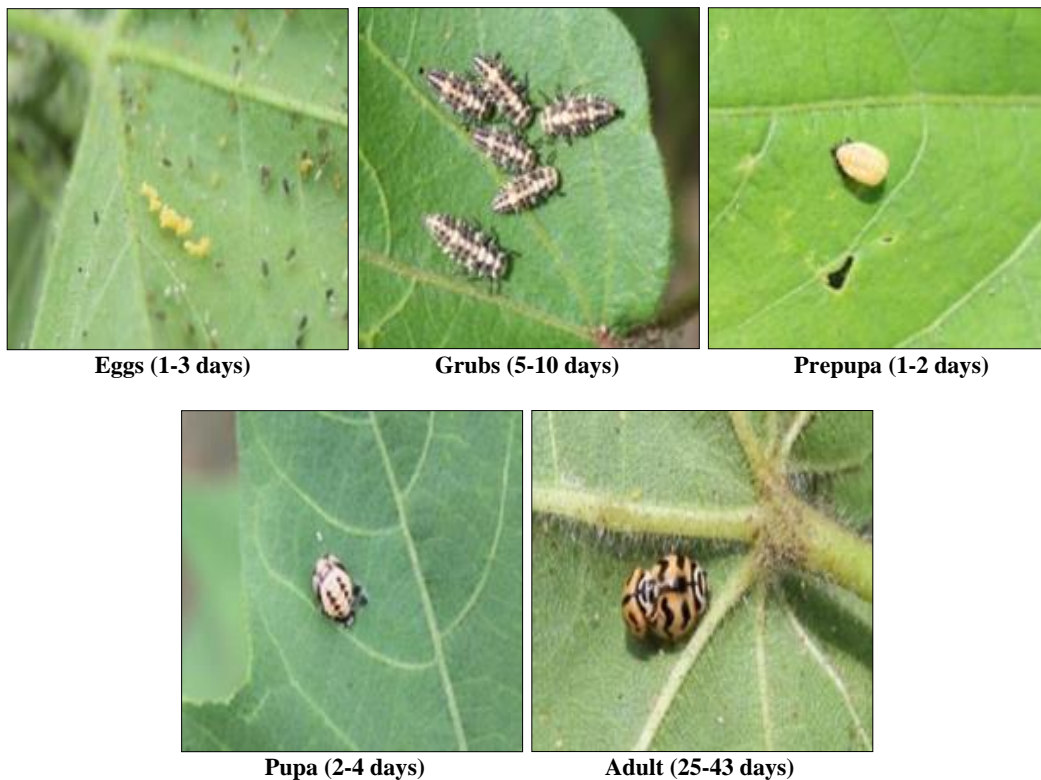 Eggs (1-3 days)
Grubs (5-10 days)
Prepupa (1-2 days)
Pupa (2-4 days)
Adult (25-43 days)